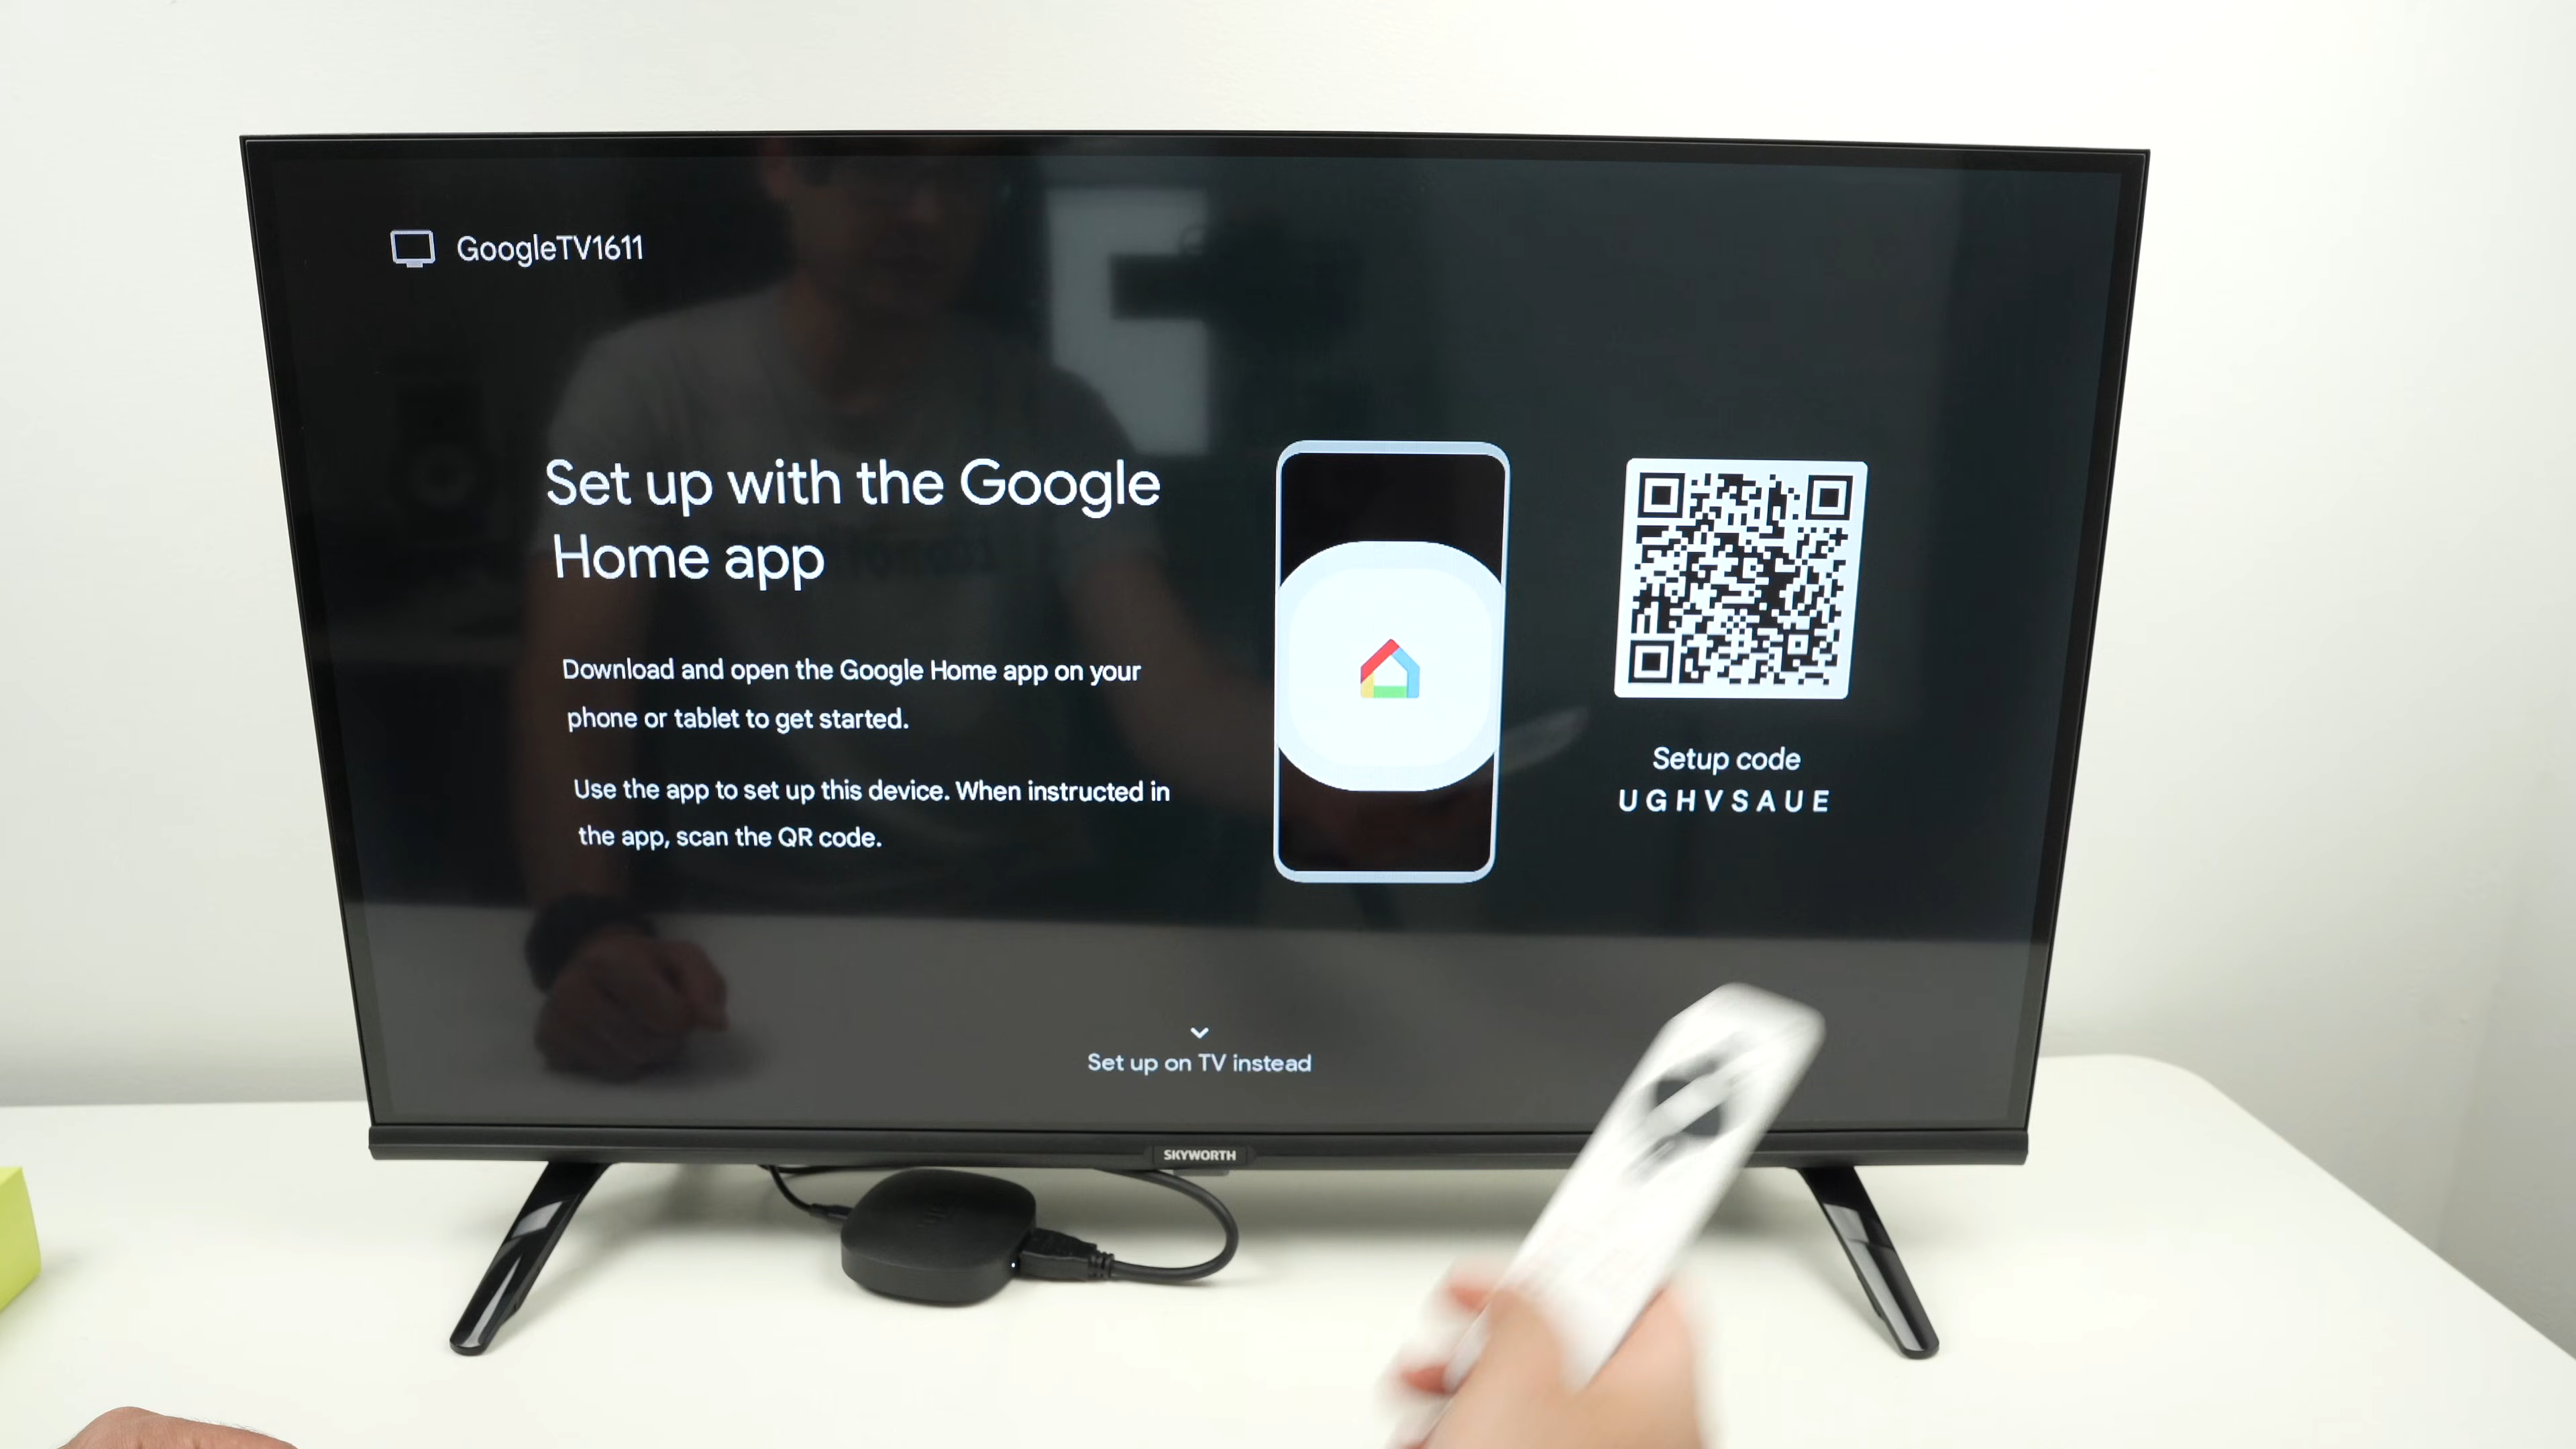 GoogleTV1611
Set up with the Google
Home app
Download and open the Google Home app on your
phone or tablet to get started.
Use the app to set up this device. When instructed in
the app, scan the QR code.
Setup code
UGHVSAUE
Set up on TV instead
SKYWORTH